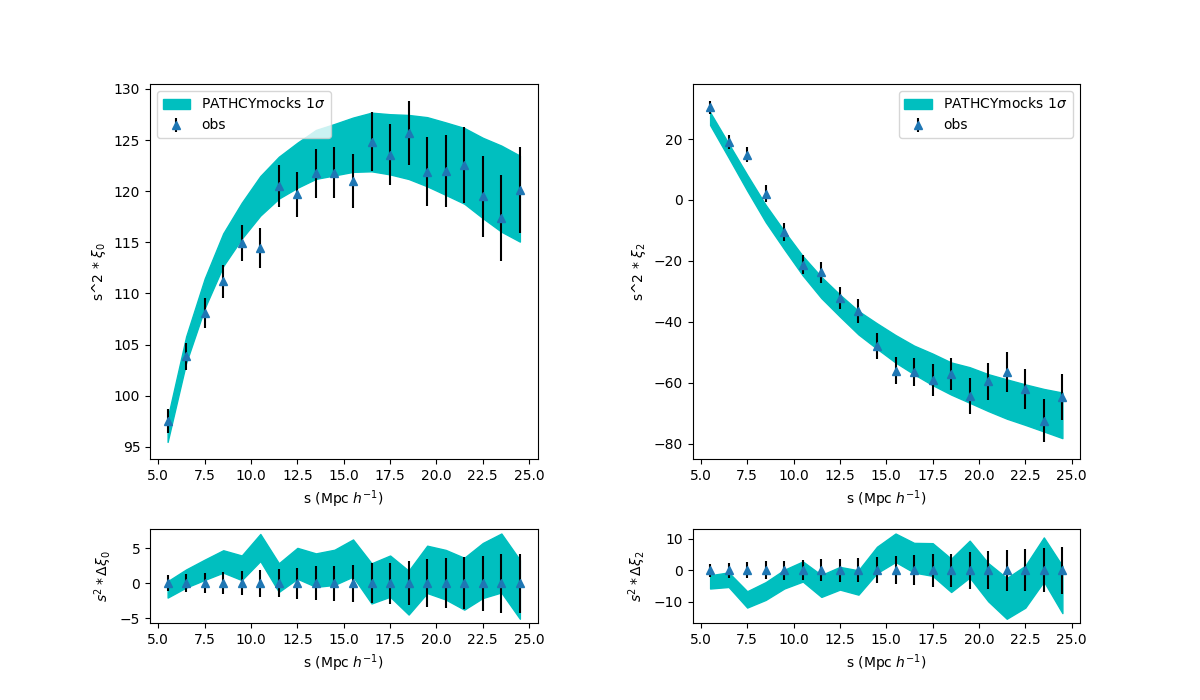 PATHCYmocks 1σ
obs
130
125
120
115
110
105
100
95
s^2 * ξ₀
5.0 7.5 10.0 12.5 15.0 17.5 20.0 22.5 25.0
s (Mpc h⁻¹)
PATHCYmocks 1σ
obs
20
0
−20
−40
−60
−80
s^2 * ξ₂
5.0 7.5 10.0 12.5 15.0 17.5 20.0 22.5 25.0
s (Mpc h⁻¹)
5
0
−5
s² * Δξ₀
5.0 7.5 10.0 12.5 15.0 17.5 20.0 22.5 25.0
s (Mpc h⁻¹)
10
0
−10
s² * Δξ₂
5.0 7.5 10.0 12.5 15.0 17.5 20.0 22.5 25.0
s (Mpc h⁻¹)